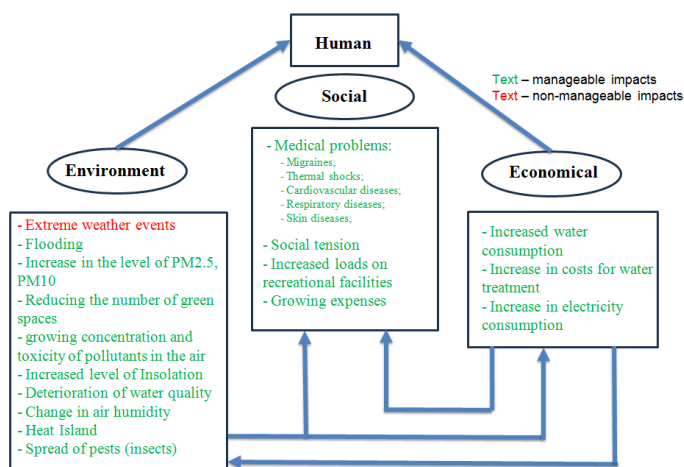 Human
Text – manageable impacts
Text – non-manageable impacts
Social
Environment
Economical
- Medical problems:
- Migraines;
- Thermal shocks;
- Cardiovascular diseases;
- Respiratory diseases;
- Skin diseases;
- Social tension
- Increased loads on
recreational facilities
- Growing expenses
- Extreme weather events
- Flooding
- Increase in the level of PM2.5,
PM10
- Reducing the number of green
spaces
- growing concentration and
toxicity of pollutants in the air
- Increased level of Insolation
- Deterioration of water quality
- Change in air humidity
- Heat Island
- Spread of pests (insects)
- Increased water
consumption
- Increase in costs for water
treatment
- Increase in electricity
consumption